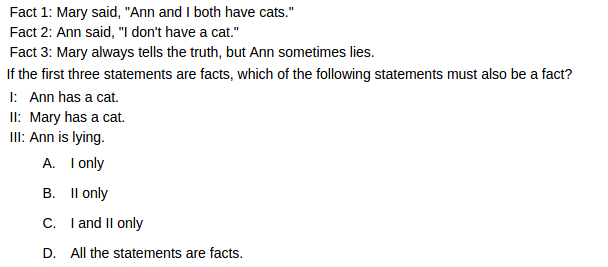 Fact 1: Mary said, "Ann and I both have cats."
Fact 2: Ann said, "I don't have a cat."
Fact 3: Mary always tells the truth, but Ann sometimes lies.
If the first three statements are facts, which of the following statements must also be a fact?
I: Ann has a cat.
II: Mary has a cat.
III: Ann is lying.
A. I only
B. II only
C. I and II only
D. All the statements are facts.